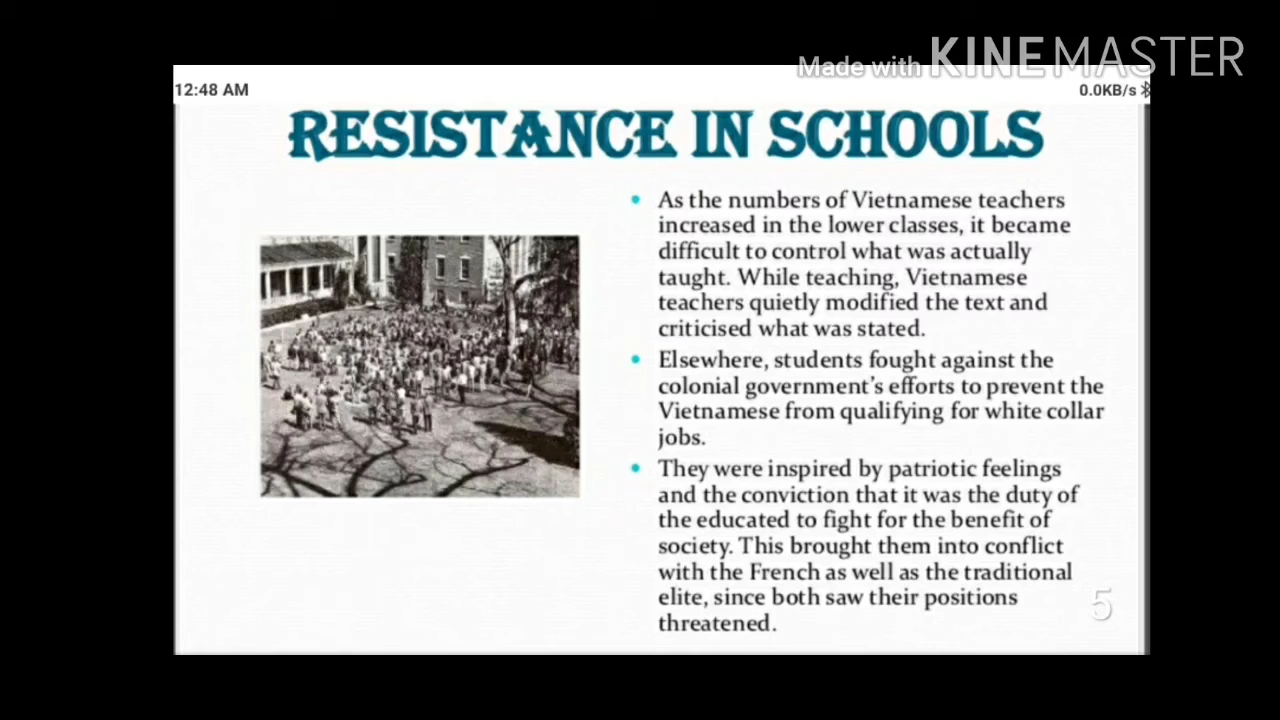 Made with KINEMASTER
12:48 AM
0.0KB/s
RESISTANCE IN SCHOOLS
• As the numbers of Vietnamese teachers
increased in the lower classes, it became
difficult to control what was actually
taught. While teaching, Vietnamese
teachers quietly modified the text and
criticised what was stated.
• Elsewhere, students fought against the
colonial government's efforts to prevent the
Vietnamese from qualifying for white collar
jobs.
• They were inspired by patriotic feelings
and the conviction that it was the duty of
the educated to fight for the benefit of
society. This brought them into conflict
with the French as well as the traditional
elite, since both saw their positions
threatened.
5